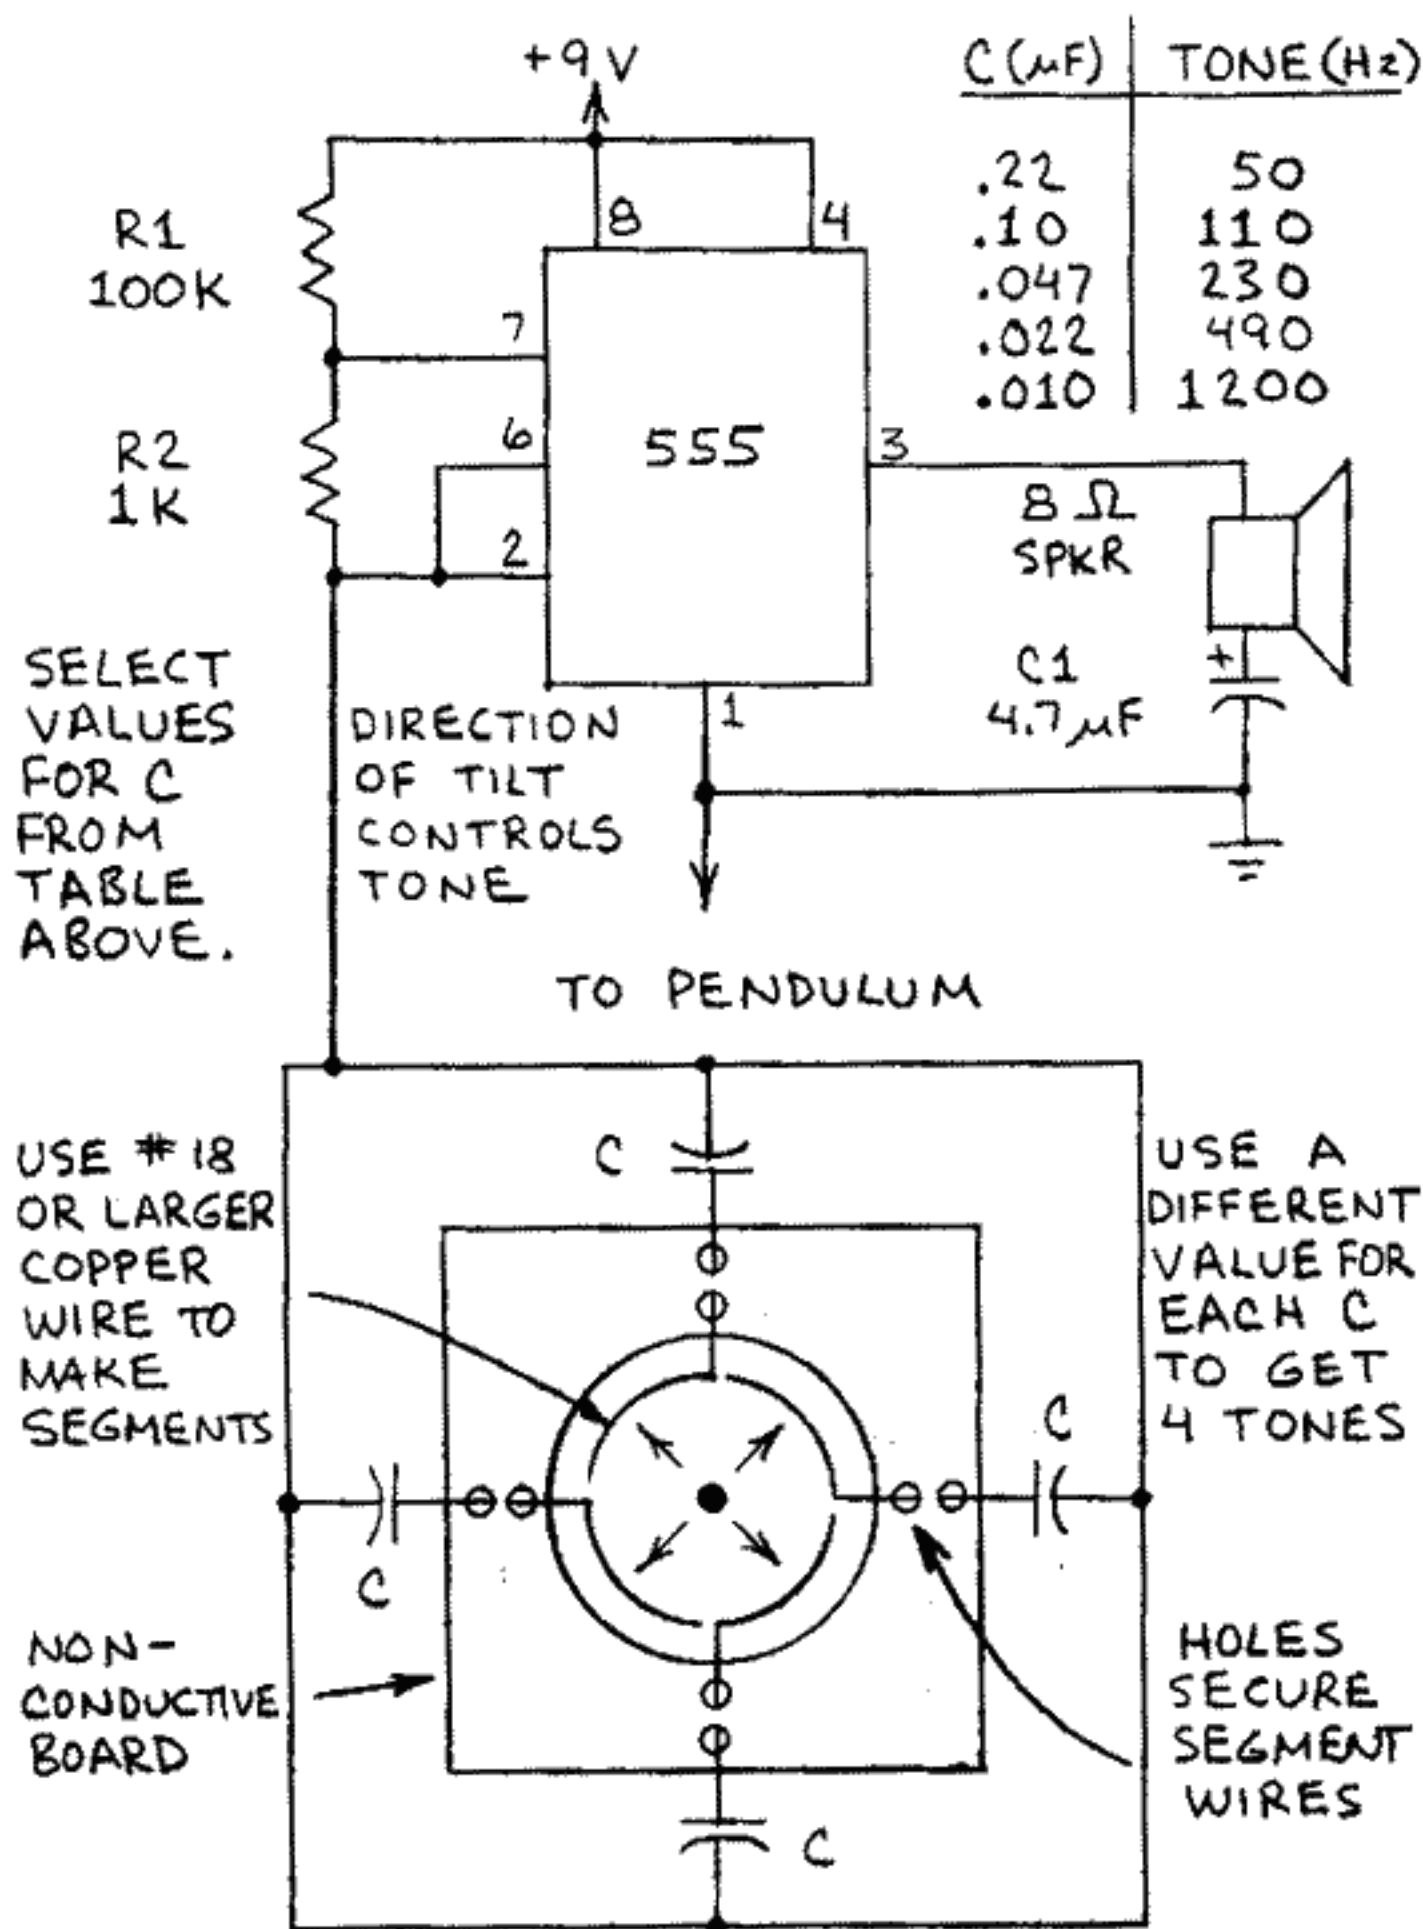 +9V
C(μF) TONE(Hz)
.22 50
.10 110
.047 230
.022 490
.010 1200
8 4
R1
100K
7
6
555
3
R2
1K
2
8 Ω
SPKR
C1
4.7μF
+
1
SELECT
VALUES
FOR C
FROM
TABLE
ABOVE.
DIRECTION
OF TILT
CONTROLS
TONE
TO PENDULUM
C
USE #18
OR LARGER
COPPER
WIRE TO
MAKE
SEGMENTS
USE A
DIFFERENT
VALUE FOR
EACH C
TO GET
4 TONES
C
C
NON-
CONDUCTIVE
BOARD
HOLES
SECURE
SEGMENT
WIRES
C